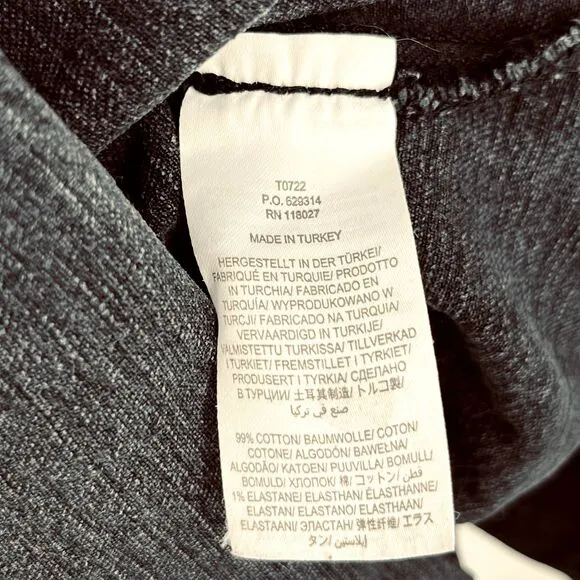 T0722
P.O. 629314
RN 118027
MADE IN TURKEY
HERGESTELLT IN DER TÜRKEI/
FABRIQUÉ EN TURQUIE/ PRODOTTO
IN TURCHIA/ FABRICADO EN
TURQUÍA/ WYPRODUKOWANO W
TURCJI/ FABRICADO NA TURQUIA/
VERVAARDIGD IN TURKIJE/
VALMISTETTU TURKISSA/ TILLVERKAD
I TURKIET/ FREMSTILLET I TYRKIET/
PRODUSERT I TYRKIA/ СДЕЛАНО
В ТУРЦИИ/ 土耳其制造/ トルコ製/
صنع في تركيا
99% COTTON/ BAUMWOLLE/ COTON/
COTONE/ ALGODÓN/ BAWEŁNA/
ALGODÃO/ KATOEN/ PUUVILLA/ BOMULL/
BOMULD/ ХЛОПОК/ 棉/ コットン/ قطن/
1% ELASTANE/ ELASTHAN/ ÉLASTHANNE/
ELASTAN/ ELASTANO/ ELASTHAAN/
ELASTAANI/ ЭЛАСТАН/ 弹性纤维/ エラス
タン/ إيلاستين/